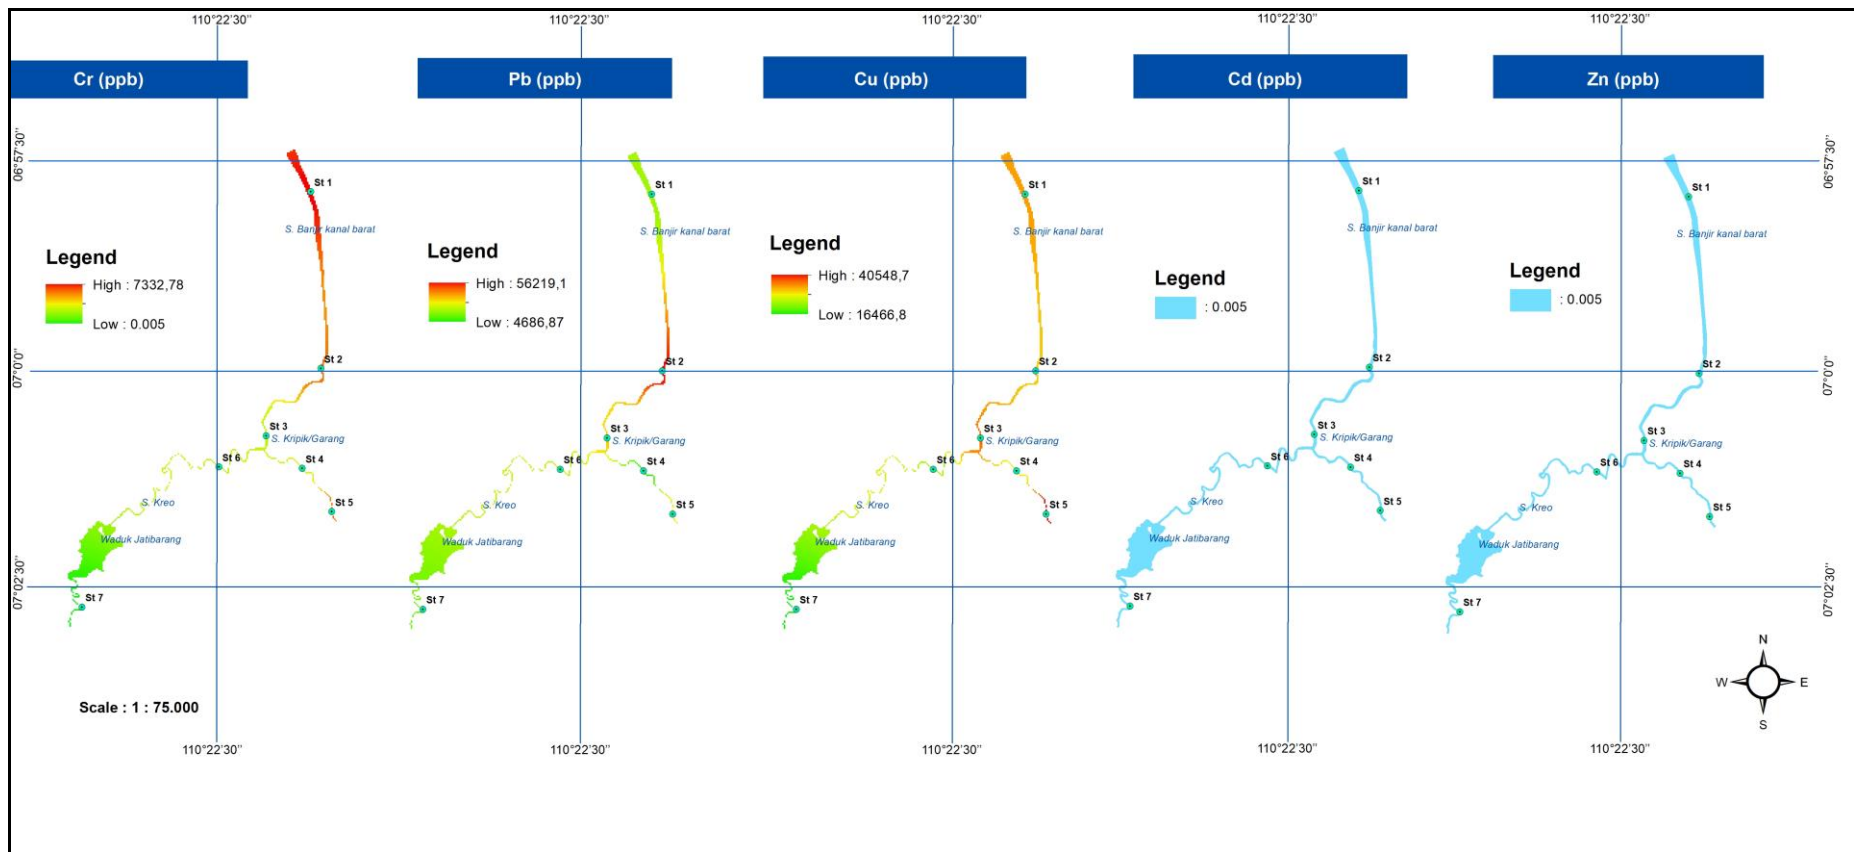 110°22'30"
110°22'30"
110°22'30"
110°22'30"
110°22'30"
Cr (ppb)
Pb (ppb)
Cu (ppb)
Cd (ppb)
Zn (ppb)
06°57'30"
07°0'0"
07°02'30"
St 1
S. Banjir kanal barat
Legend
High : 7332,78
Low : 0.005
St 2
St 3
S. Kripik/Garang
St 6
St 4
St 5
S. Kreo
Waduk Jatibarang
St 7
Scale : 1 : 75.000
St 1
S. Banjir kanal barat
Legend
High : 56219,1
Low : 4686,87
St 2
St 3
S. Kripik/Garang
St 6
St 4
St 5
S. Kreo
Waduk Jatibarang
St 7
St 1
S. Banjir kanal barat
Legend
High : 40548,7
Low : 16466,8
St 2
St 3
S. Kripik/Garang
St 6
St 4
St 5
S. Kreo
Waduk Jatibarang
St 7
St 1
S. Banjir kanal barat
Legend
: 0.005
St 2
St 3
S. Kripik/Garang
St 6
St 4
St 5
S. Kreo
Waduk Jatibarang
St 7
St 1
S. Banjir kanal barat
Legend
: 0.005
St 2
St 3
S. Kripik/Garang
St 6
St 4
St 5
S. Kreo
Waduk Jatibarang
St 7
06°57'30"
07°0'0"
07°02'30"
N
W
E
S
110°22'30"
110°22'30"
110°22'30"
110°22'30"
110°22'30"